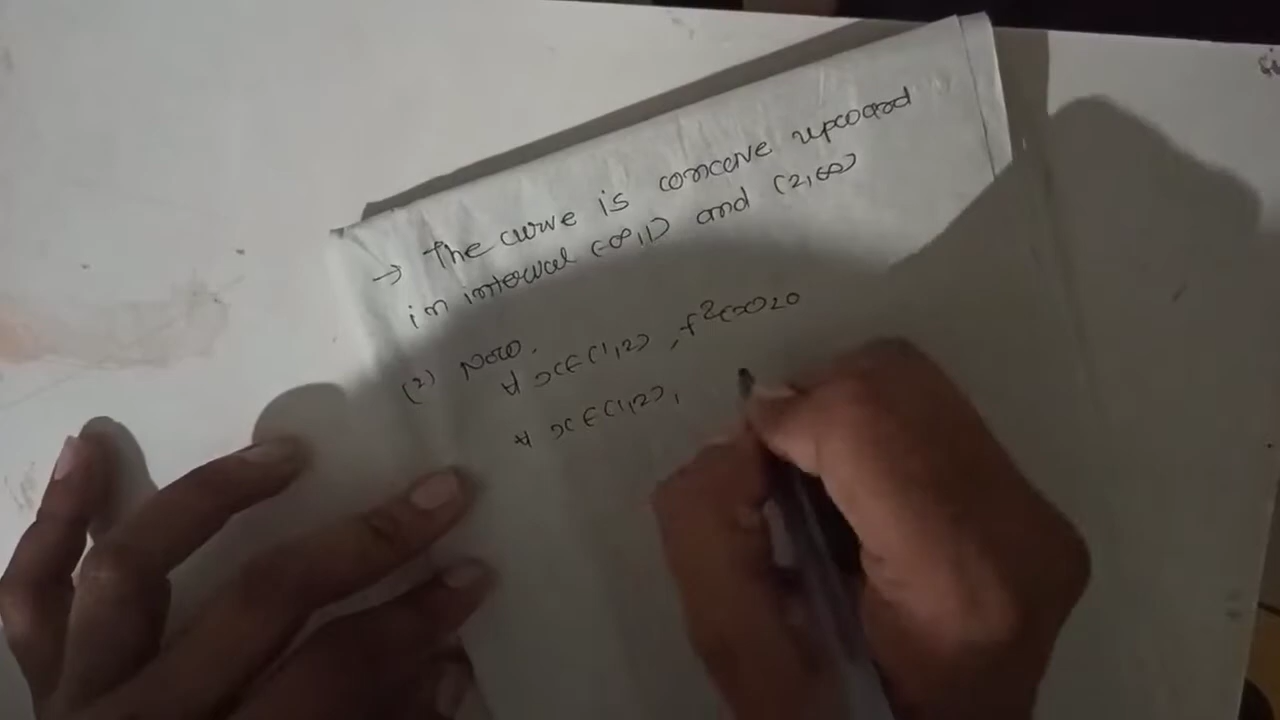 → The curve is concave upward
in interval (-∞,1) and (2,∞)
(2) Now.
∀ x∈(1,2), f²(x)<0
∀ x∈(1,2),